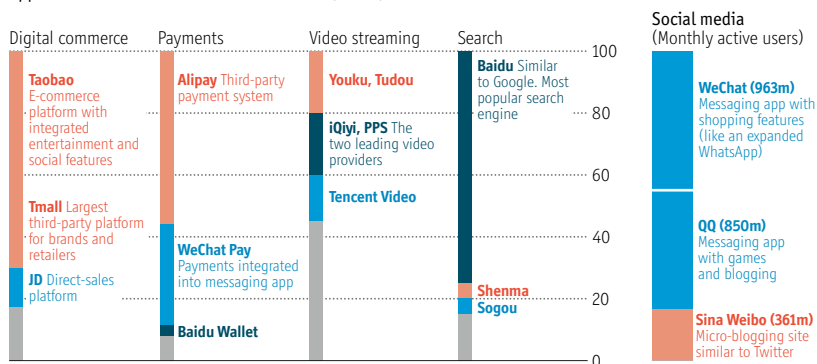 Social media
(Monthly active users)
Digital commerce
Payments
Video streaming
Search
100
80
60
40
20
0
Taobao
E-commerce
platform with
integrated
entertainment and
social features
Tmall Largest
third-party platform
for brands and
retailers
JD Direct-sales
platform
Alipay Third-party
payment system
WeChat Pay
Payments integrated
into messaging app
Baidu Wallet
Youku, Tudou
iQiyi, PPS The
two leading video
providers
Tencent Video
Baidu Similar
to Google. Most
popular search
engine
Shenma
Sogou
WeChat (963m)
Messaging app with
shopping features
(like an expanded
WhatsApp)
QQ (850m)
Messaging app
with games
and blogging
Sina Weibo (361m)
Micro-blogging site
similar to Twitter